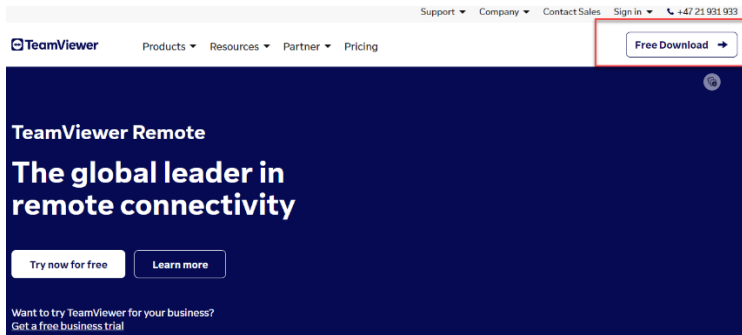 Support Company Contact Sales Sign in +47 21 931 933
TeamViewer Products Resources Partner Pricing Free Download
TeamViewer Remote
The global leader in
remote connectivity
Try now for free Learn more
Want to try TeamViewer for your business?
Get a free business trial